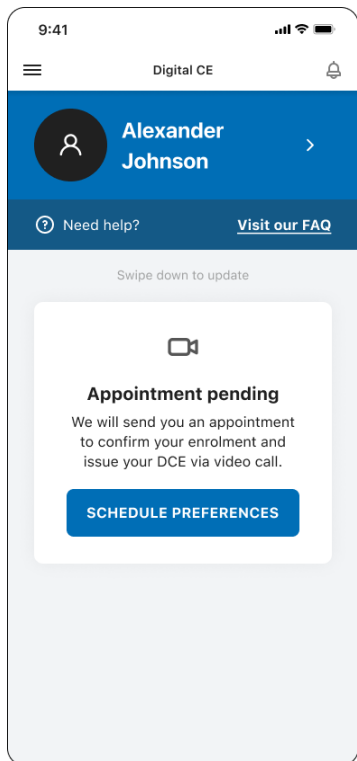 9:41
Digital CE
Alexander
Johnson
Need help? Visit our FAQ
Swipe down to update
Appointment pending
We will send you an appointment
to confirm your enrolment and
issue your DCE via video call.
SCHEDULE PREFERENCES